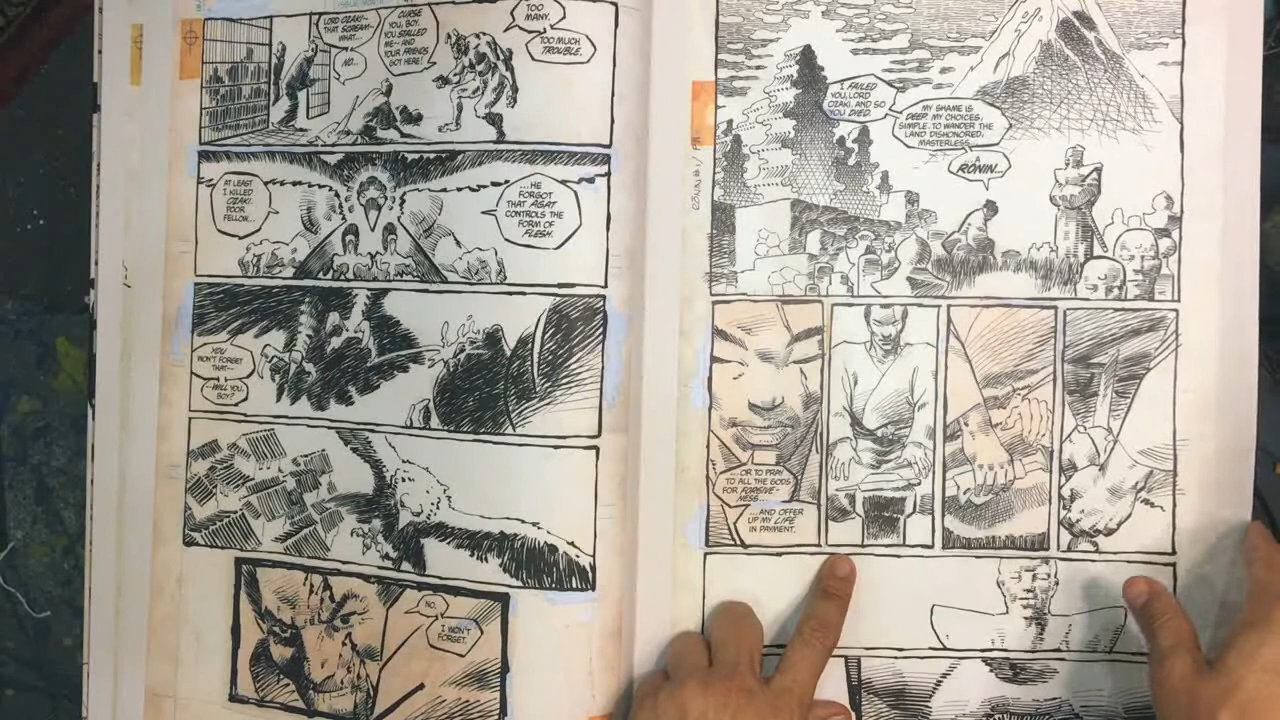 LORD OZAKI--
THAT SCREAM--
WHAT...
NO...
CURSE
YOU, BOY.
YOU STALLED
ME-- AND
YOUR FRIENDS
GOT HERE!
TOO
MANY.
TOO MUCH
TROUBLE.
AT LEAST
I KILLED
OZAKI.
POOR
FELLOW...
...HE
FORGOT
THAT AGAT
CONTROLS THE
FORM OF
FLESH.
YOU
WON'T FORGET
THAT--
--WILL YOU,
BOY?
NO.
I WON'T
FORGET.
I FAILED
YOU, LORD
OZAKI. AND SO
YOU DIED.
MY SHAME IS
DEEP. MY CHOICES,
SIMPLE. TO WANDER THE
LAND DISHONORED,
MASTERLESS...
A
RŌNIN...
...OR TO PRAY
TO ALL THE GODS
FOR FORGIVE-
NESS...
...AND OFFER
UP MY LIFE
IN PAYMENT.